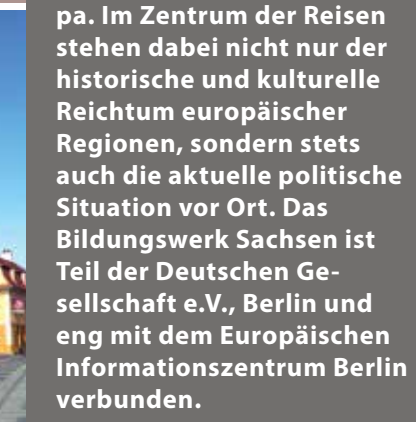 pa. Im Zentrum der Reisen
stehen dabei nicht nur der
historische und kulturelle
Reichtum europäischer
Regionen, sondern stets
auch die aktuelle politische
Situation vor Ort. Das
Bildungswerk Sachsen ist
Teil der Deutschen Ge-
sellschaft e.V., Berlin und
eng mit dem Europäischen
Informationszentrum Berlin
verbunden.